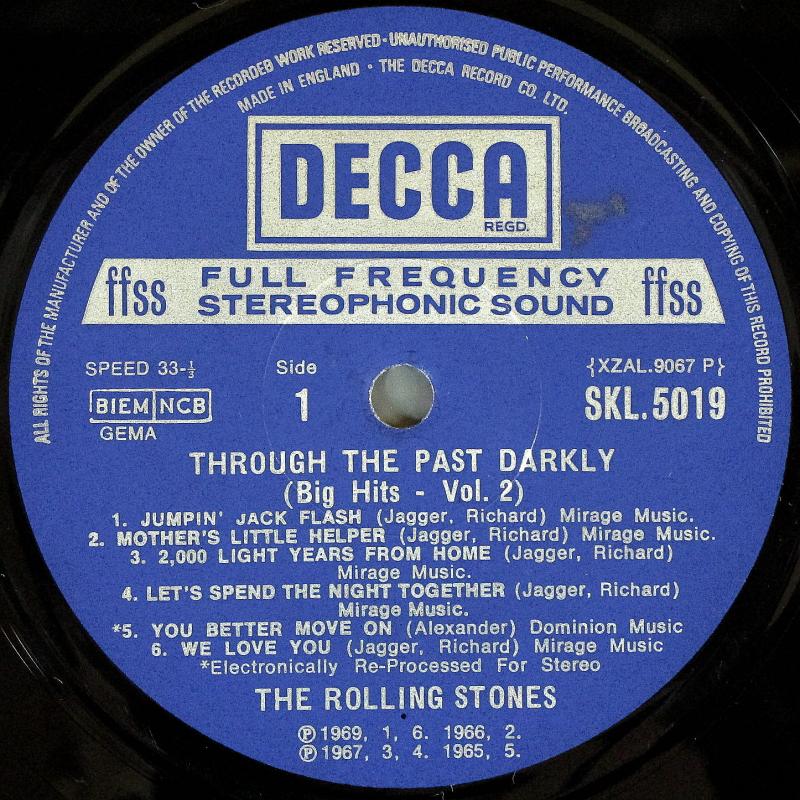 ALL RIGHTS OF THE MANUFACTURER AND OF THE OWNER OF THE RECORDED WORK RESERVED·UNAUTHORISED PUBLIC PERFORMANCE BROADCASTING AND COPYING OF THIS RECORD PROHIBITED
MADE IN ENGLAND · THE DECCA RECORD CO. LTD.
DECCA
REGD.
ffss FULL FREQUENCY STEREOPHONIC SOUND ffss
SPEED 33-⅓ Side {XZAL.9067 P}
BIEM NCB 1 SKL.5019
GEMA
THROUGH THE PAST DARKLY
(Big Hits - Vol. 2)
1. JUMPIN' JACK FLASH (Jagger, Richard) Mirage Music.
2. MOTHER'S LITTLE HELPER (Jagger, Richard) Mirage Music.
3. 2,000 LIGHT YEARS FROM HOME (Jagger, Richard)
Mirage Music.
4. LET'S SPEND THE NIGHT TOGETHER (Jagger, Richard)
Mirage Music.
*5. YOU BETTER MOVE ON (Alexander) Dominion Music
6. WE LOVE YOU (Jagger, Richard) Mirage Music
*Electronically Re-Processed For Stereo
THE ROLLING STONES
℗ 1969, 1, 6. 1966, 2.
℗ 1967, 3, 4. 1965, 5.